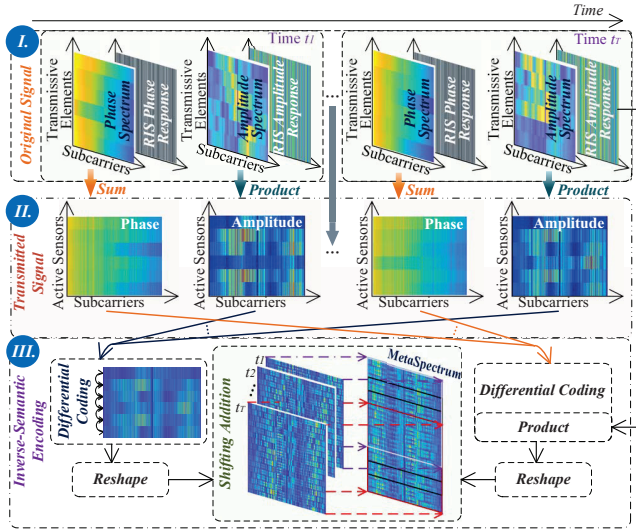 Time
I.
Original Signal
Time t1
Transmissive
Elements
Phase
Spectrum
RIS Phase
Response
Subcarriers
Transmissive
Elements
Amplitude
Spectrum
RIS Amplitude
Response
...
Time tT
Transmissive
Elements
Phase
Spectrum
RIS Phase
Response
Subcarriers
Transmissive
Elements
Amplitude
Spectrum
RIS Amplitude
Response
Sum
Product
Sum
Product
II.
Transmitted
Signal
Active Sensors
Phase
Subcarriers
Active Sensors
Amplitude
Subcarriers
...
Active Sensors
Phase
Subcarriers
Active Sensors
Amplitude
Subcarriers
III.
Inverse-Semantic
Encoding
Differential
Coding
Reshape
Shifting Addition
t1
t2
...
tT
MetaSpectrum
Differential Coding
Product
Reshape